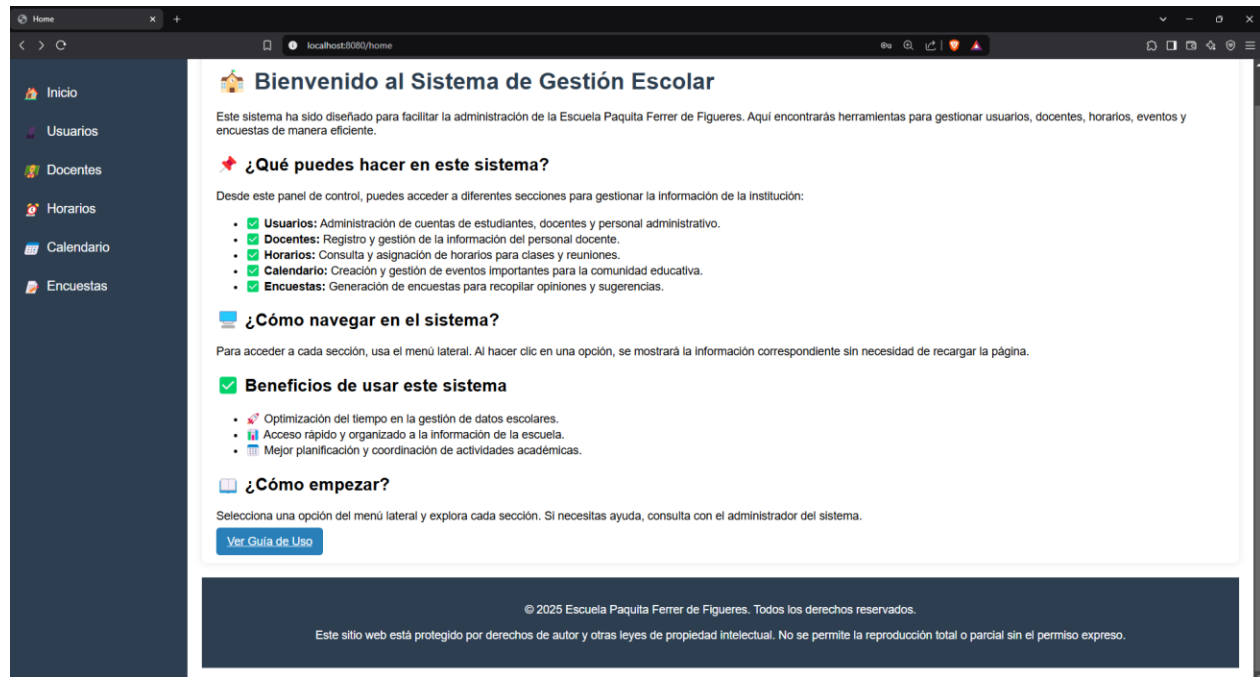 Home
localhost:8080/home
Inicio
Usuarios
Docentes
Horarios
Calendario
Encuestas
Bienvenido al Sistema de Gestión Escolar
Este sistema ha sido diseñado para facilitar la administración de la Escuela Paquita Ferrer de Figueres. Aquí encontrarás herramientas para gestionar usuarios, docentes, horarios, eventos y
encuestas de manera eficiente.
¿Qué puedes hacer en este sistema?
Desde este panel de control, puedes acceder a diferentes secciones para gestionar la información de la institución:
• ✅ Usuarios: Administración de cuentas de estudiantes, docentes y personal administrativo.
• ✅ Docentes: Registro y gestión de la información del personal docente.
• ✅ Horarios: Consulta y asignación de horarios para clases y reuniones.
• ✅ Calendario: Creación y gestión de eventos importantes para la comunidad educativa.
• ✅ Encuestas: Generación de encuestas para recopilar opiniones y sugerencias.
¿Cómo navegar en el sistema?
Para acceder a cada sección, usa el menú lateral. Al hacer clic en una opción, se mostrará la información correspondiente sin necesidad de recargar la página.
✅ Beneficios de usar este sistema
• 🚀 Optimización del tiempo en la gestión de datos escolares.
• 📊 Acceso rápido y organizado a la información de la escuela.
• 📅 Mejor planificación y coordinación de actividades académicas.
¿Cómo empezar?
Selecciona una opción del menú lateral y explora cada sección. Si necesitas ayuda, consulta con el administrador del sistema.
Ver Guía de Uso
© 2025 Escuela Paquita Ferrer de Figueres. Todos los derechos reservados.
Este sitio web está protegido por derechos de autor y otras leyes de propiedad intelectual. No se permite la reproducción total o parcial sin el permiso expreso.